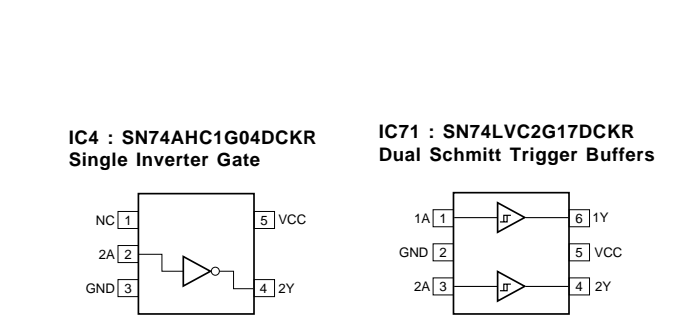 IC4 : SN74AHC1G04DCKR
Single Inverter Gate
NC 1
5 VCC
2A 2
GND 3
4 2Y
IC71 : SN74LVC2G17DCKR
Dual Schmitt Trigger Buffers
1A 1
6 1Y
GND 2
5 VCC
2A 3
4 2Y